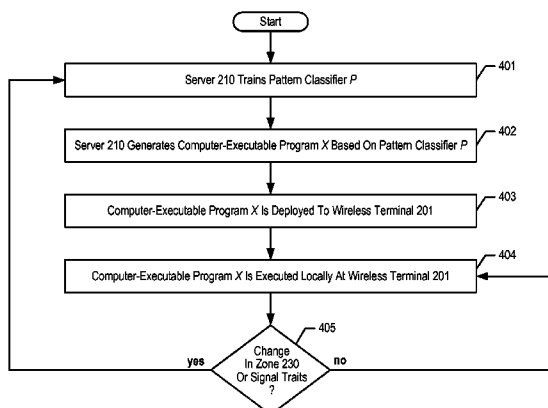 Start
Server 210 Trains Pattern Classifier P
401
Server 210 Generates Computer-Executable Program X Based On Pattern Classifier P
402
Computer-Executable Program X Is Deployed To Wireless Terminal 201
403
Computer-Executable Program X Is Executed Locally At Wireless Terminal 201
404
405
yes
Change
In Zone 230
Or Signal Traits
?
no